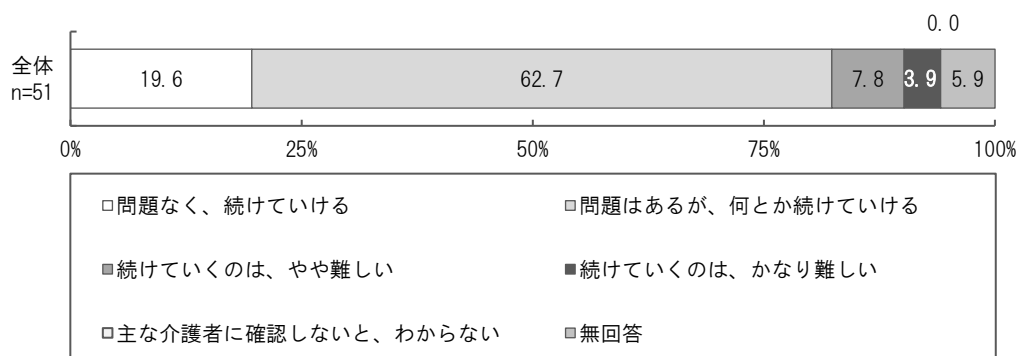 0.0
全体
n=51
19.6 62.7 7.8 3.9 5.9
0% 25% 50% 75% 100%
□問題なく、続けていける □問題はあるが、何とか続けていける
■続けていくのは、やや難しい ■続けていくのは、かなり難しい
□主な介護者に確認しないと、わからない ■無回答